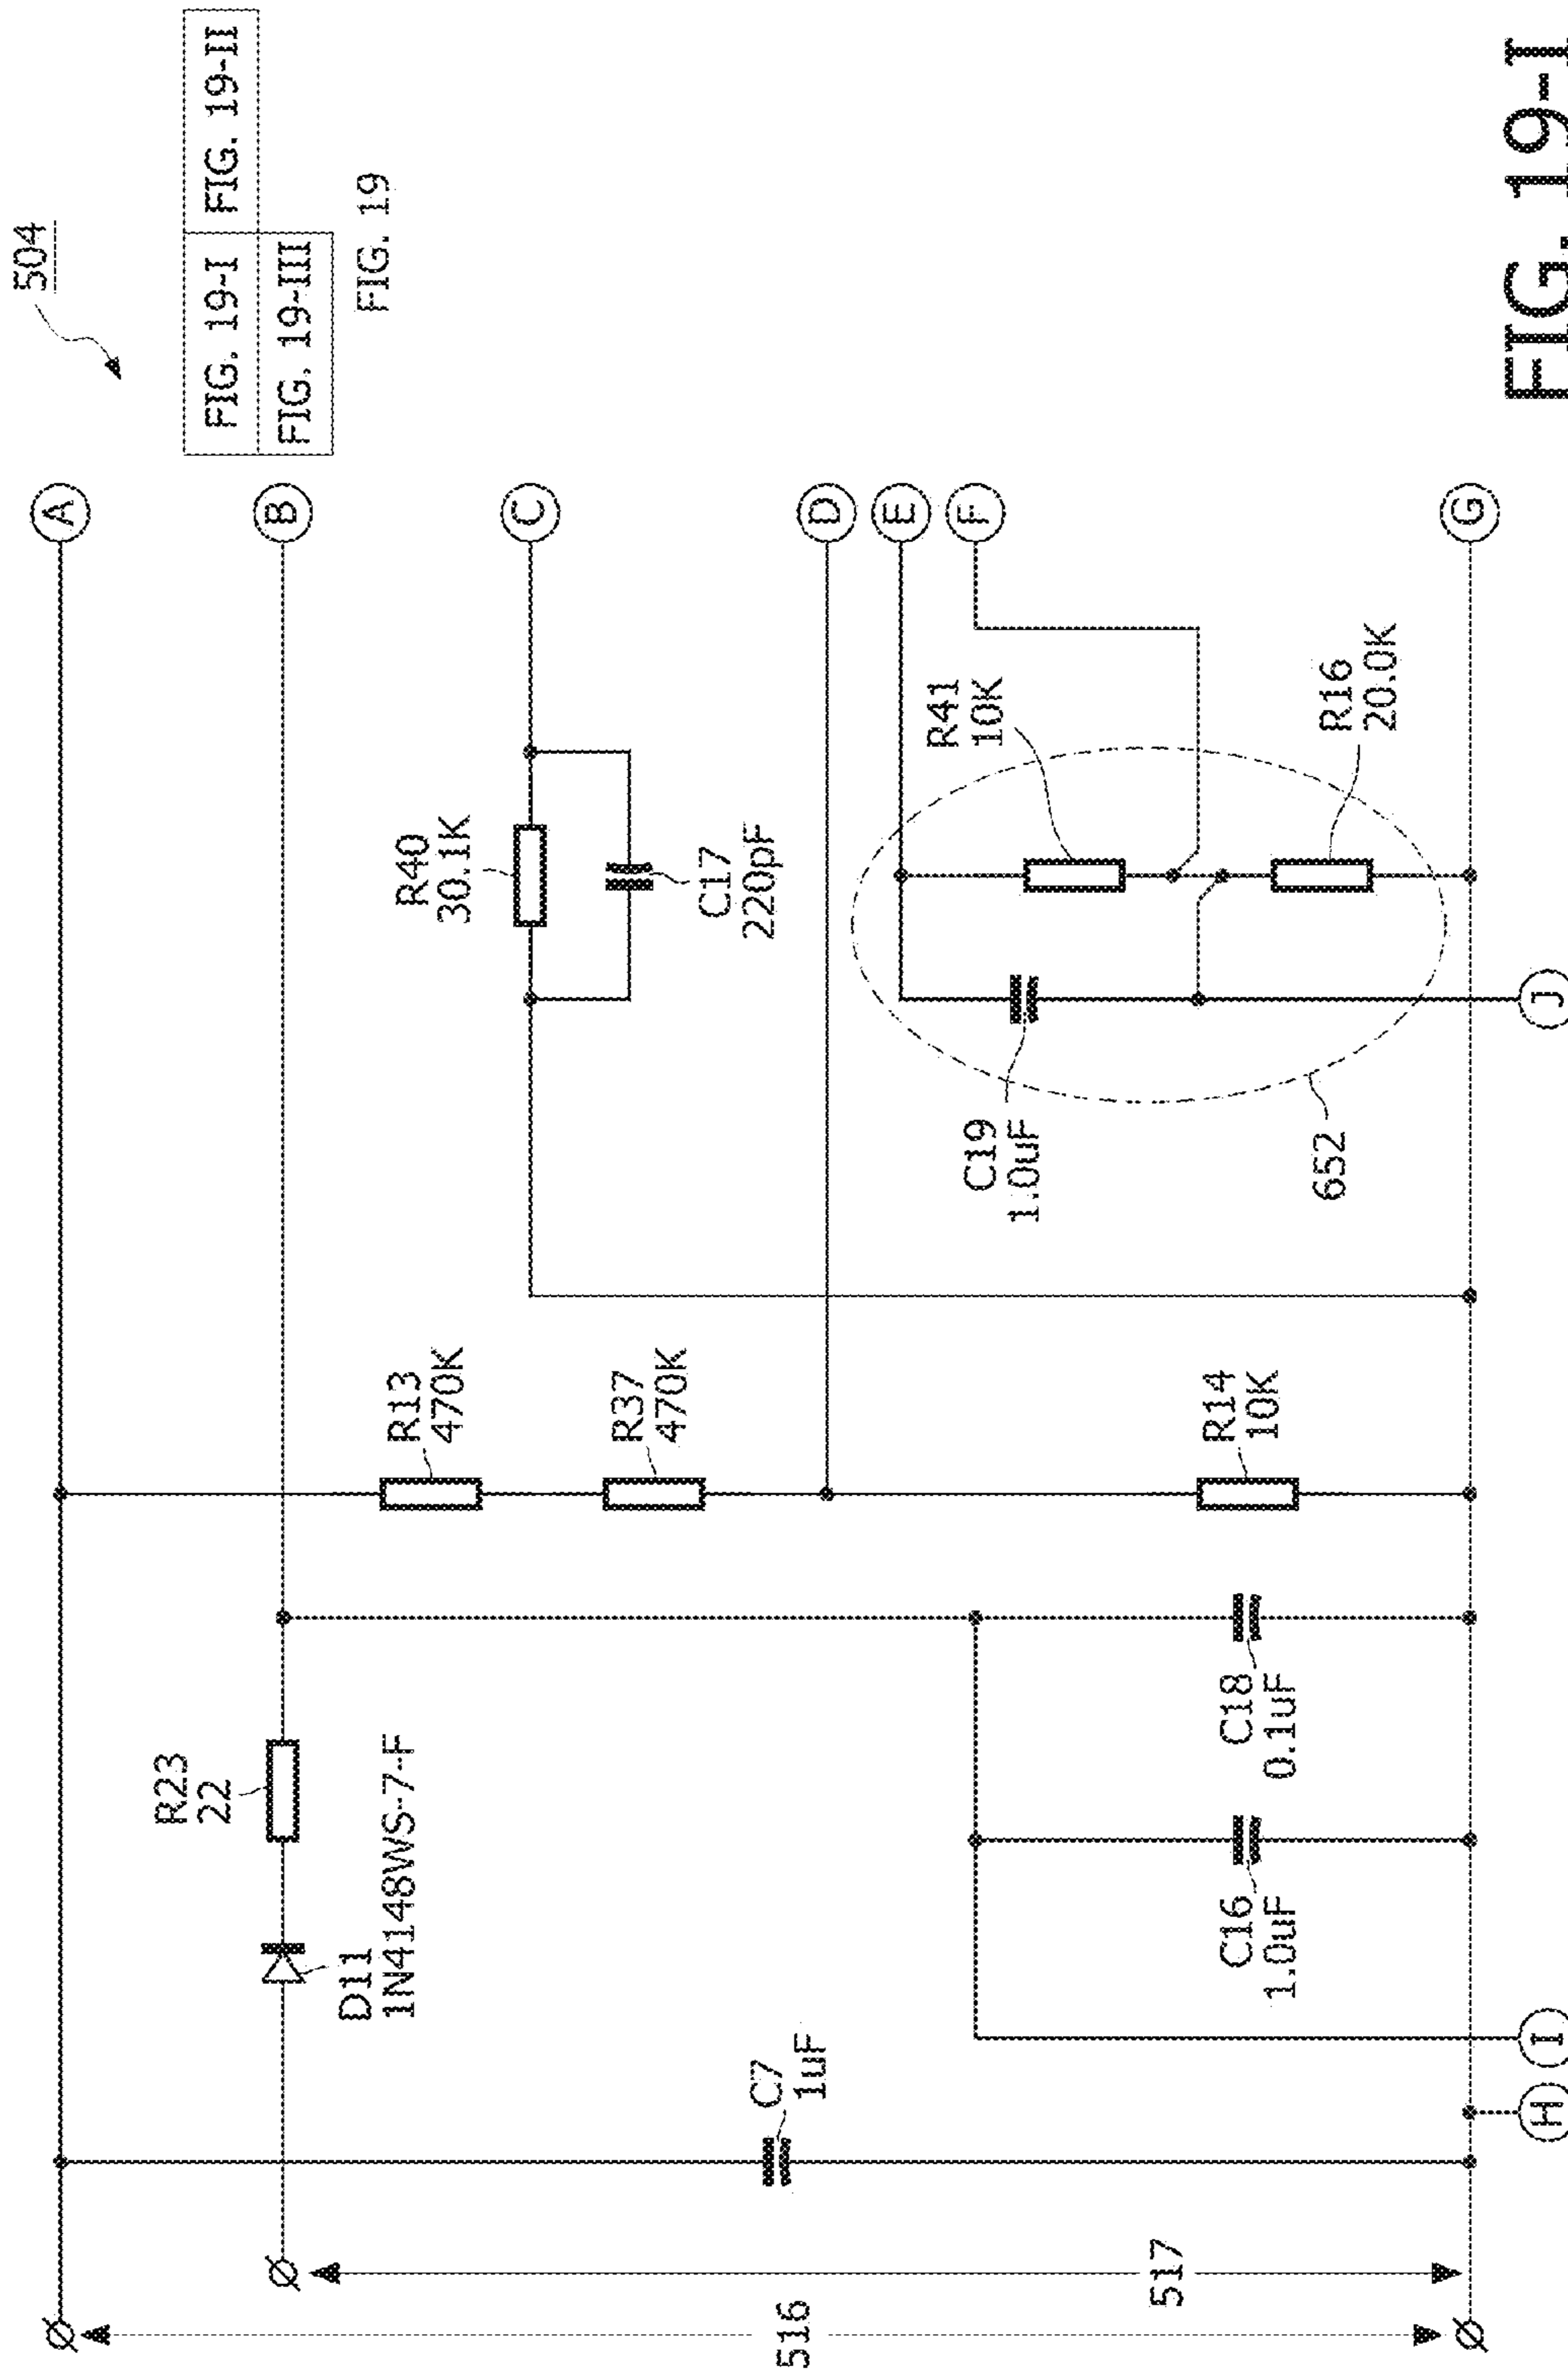 504
FIG. 19-I FIG. 19-II
FIG. 19-III
FIG. 19
A
B
C
D
E
F
G
R23
22
D11
1N4148WS-7-F
R13
470K
R37
470K
R40
30.1K
C17
220pF
C7
1uF
R41
10K
C19
1.0uF
R14
10K
R16
20.0K
C16
1.0uF
C18
0.1uF
652
516
517
H
I
J
FIG. 19-I